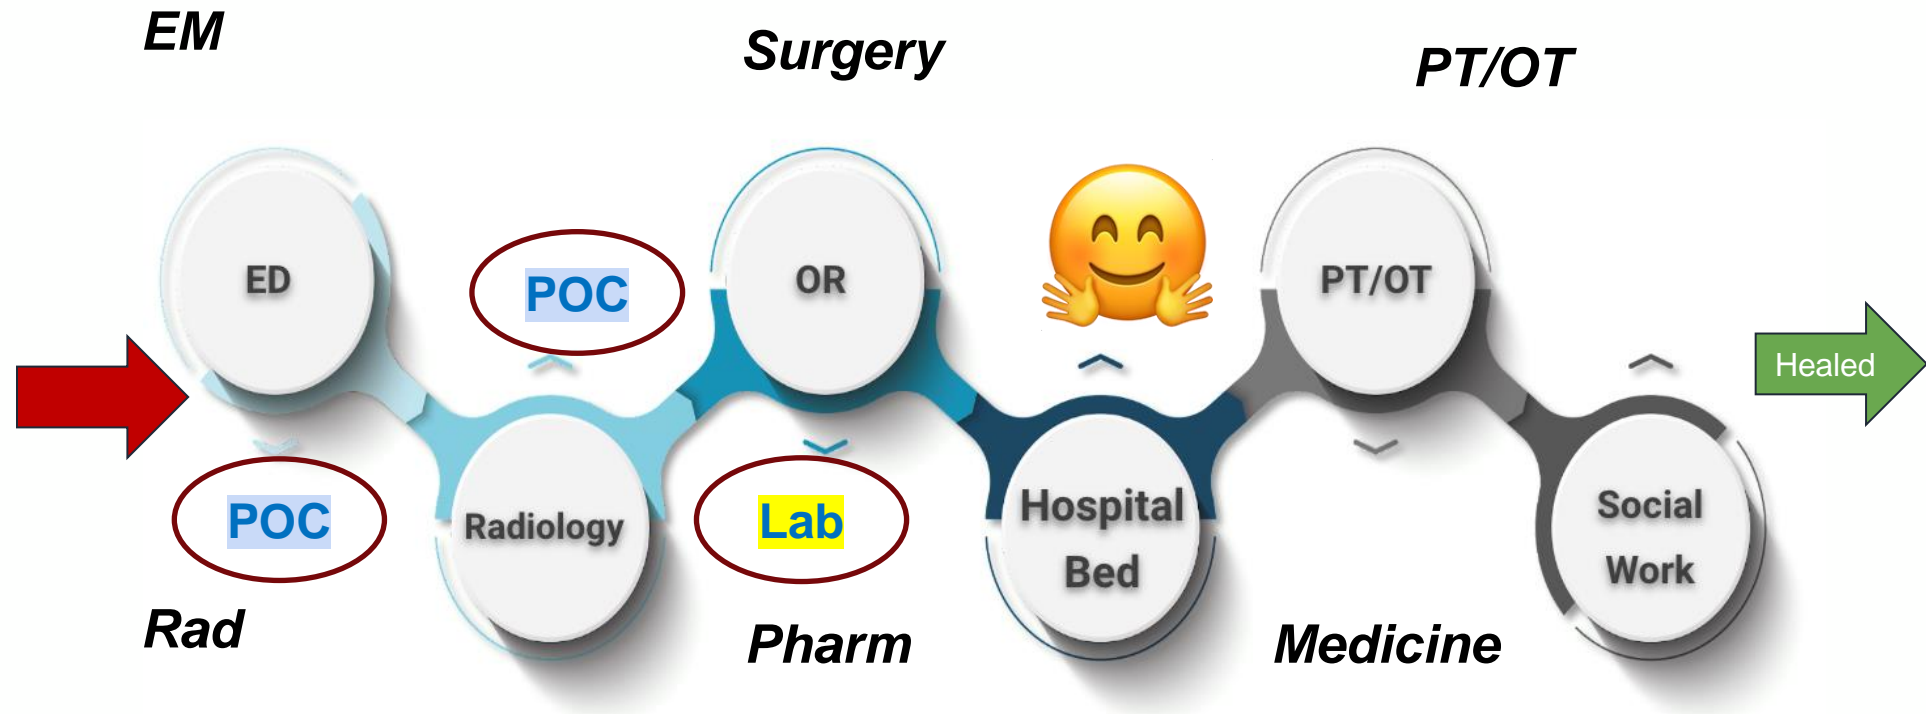 EM
Surgery
PT/OT
ED
POC
OR
PT/OT
Healed
POC
Radiology
Lab
Hospital
Bed
Social
Work
Rad
Pharm
Medicine